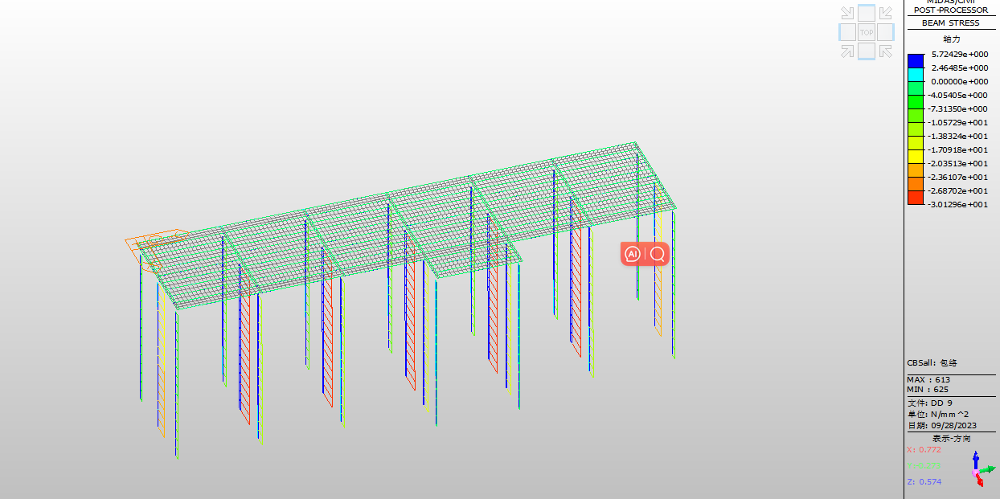 TOP
AI
MIDAS/Civil
POST-PROCESSOR
BEAM STRESS
轴力
5.72429e+000
2.46485e+000
0.00000e+000
-4.05405e+000
-7.31350e+000
-1.05729e+001
-1.38324e+001
-1.70918e+001
-2.03513e+001
-2.36107e+001
-2.68702e+001
-3.01296e+001
CBSall: 包络
MAX : 613
MIN : 625
文件: DD 9
单位: N/mm^2
日期: 09/28/2023
表示-方向
X: 0.772
Z: 0.574